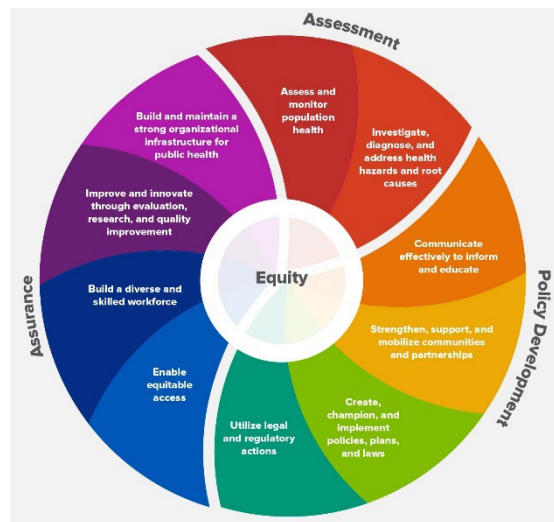 Assessment
Assess and
monitor
population
health
Investigate,
diagnose, and
address health
hazards and root
causes
Policy Development
Communicate
effectively to inform
and educate
Strengthen, support, and
mobilize communities
and partnerships
Create,
champion, and
implement
policies, plans,
and laws
Utilize legal
and regulatory
actions
Assurance
Enable
equitable
access
Build a diverse and
skilled workforce
Improve and innovate
through evaluation,
research, and quality
improvement
Build and maintain a
strong organizational
infrastructure for
public health
Equity